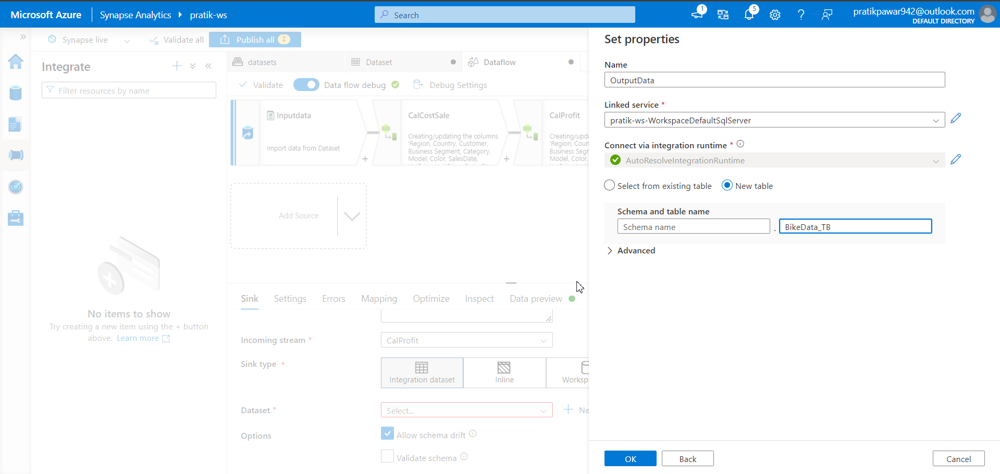 Microsoft Azure Synapse Analytics pratik-ws
Search
1
5
pratikpawar942@outlook.com
DEFAULT DIRECTORY
Synapse live
Validate all
Publish all 2
Integrate
Filter resources by name
No items to show
Try creating a new item using the + button
above. Learn more
datasets
Dataset
Dataflow
Validate
Data flow debug
Debug Settings
Inputdata
Import data from Dataset
+
CalCostSale
Creating/updating the columns
'Region, Country, Customer,
Business Segment, Category,
Model, Color, SalesDate,
+
CalProfit
Creating/upd
'Region, Coun
Business Segm
Model, Color,
Add Source
Sink
Settings
Errors
Mapping
Optimize
Inspect
Data preview
Incoming stream *
CalProfit
Sink type *
Integration dataset
Inline
Worksp
Dataset *
Select...
Ne
Options
Allow schema drift
Validate schema
Set properties
Name
OutputData
Linked service *
pratik-ws-WorkspaceDefaultSqlServer
Connect via integration runtime *
AutoResolveIntegrationRuntime
Select from existing table
New table
Schema and table name
Schema name . BikeData_TB
Advanced
OK
Back
Cancel